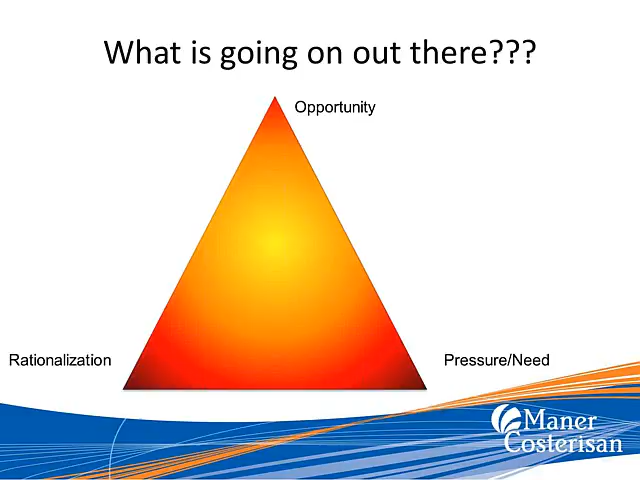 What is going on out there???
Opportunity
Rationalization
Pressure/Need
Maner
Costerisan